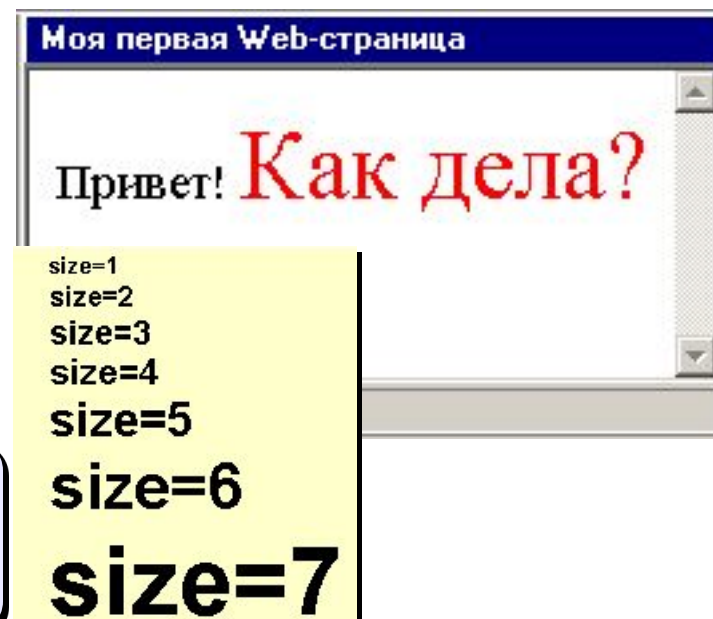 Моя первая Web-страница
Привет! Как дела?
size=1
size=2
size=3
size=4
size=5
size=6
size=7